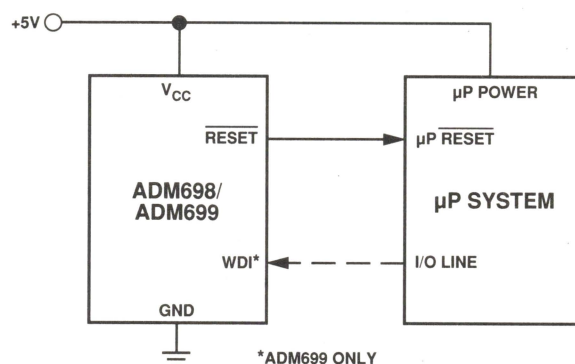 +5V
VCC
µP POWER
RESET
µP RESET
ADM698/
ADM699
µP SYSTEM
WDI*
I/O LINE
GND
*ADM699 ONLY